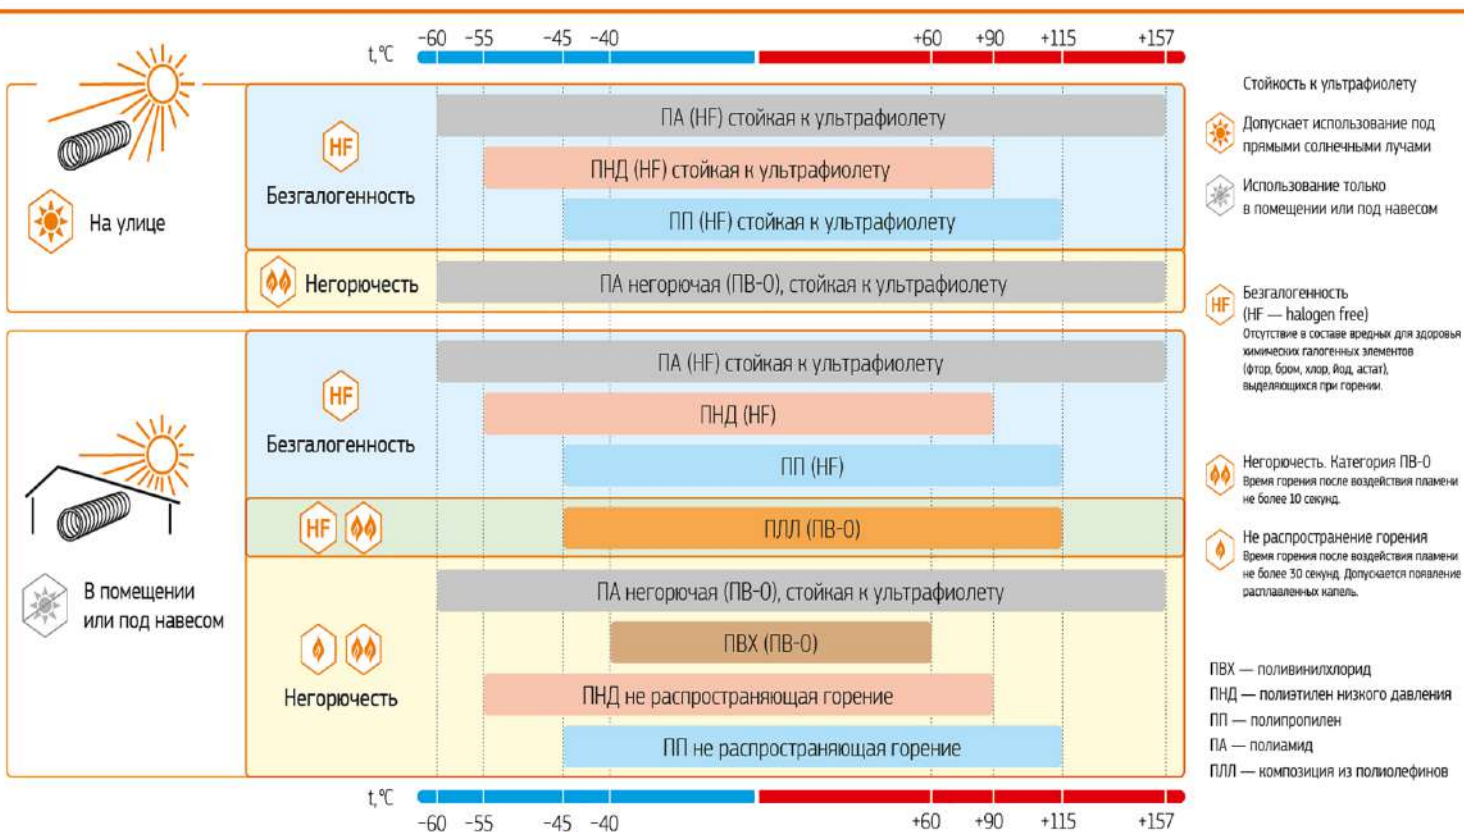 −60 −55 −45 −40 +60 +90 +115 +157
t,°C
HF
Безгалогенность
ПА (HF) стойкая к ультрафиолету
ПНД (HF) стойкая к ультрафиолету
ПП (HF) стойкая к ультрафиолету
На улице
Негорючесть
ПА негорючая (ПВ-0), стойкая к ультрафиолету
HF
Безгалогенность
ПА (HF) стойкая к ультрафиолету
ПНД (HF)
ПП (HF)
HF
ПЛЛ (ПВ-0)
В помещении
или под навесом
Негорючесть
ПА негорючая (ПВ-0), стойкая к ультрафиолету
ПВХ (ПВ-0)
ПНД не распространяющая горение
ПП не распространяющая горение
t,°C
−60 −55 −45 −40 +60 +90 +115 +157
Стойкость к ультрафиолету
Допускает использование под
прямыми солнечными лучами
Использование только
в помещении или под навесом
HF
Безгалогенность
(HF — halogen free)
Отсутствие в составе вредных для здоровья
химических галогенных элементов
(фтор, бром, хлор, йод, астат),
выделяющихся при горении.
Негорючесть. Категория ПВ-0
Время горения после воздействия пламени
не более 10 секунд.
Не распространение горения
Время горения после воздействия пламени
не более 30 секунд. Допускается появление
расплавленных капель.
ПВХ — поливинилхлорид
ПНД — полиэтилен низкого давления
ПП — полипропилен
ПА — полиамид
ПЛЛ — композиция из полиолефинов